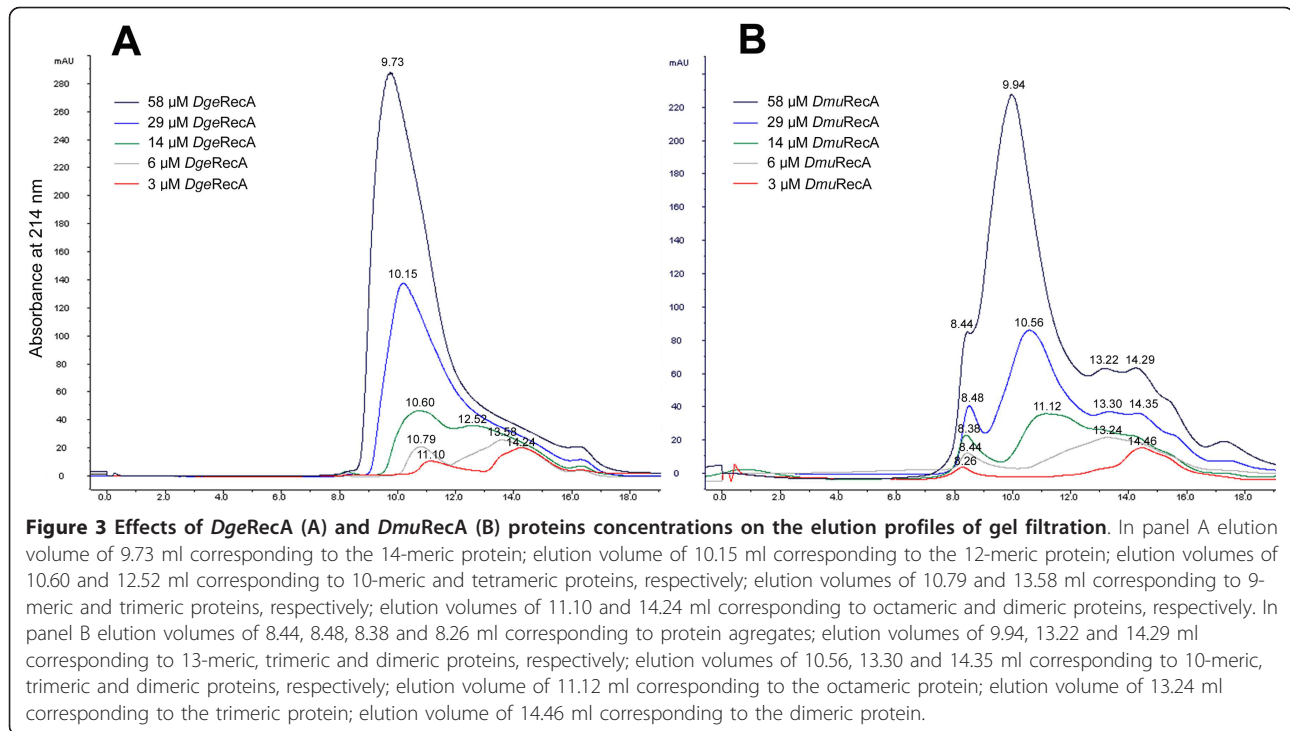 A
mAU
Absorbance at 214 nm
280
260
240
220
200
180
160
140
120
100
80
60
40
20
0
58 µM DgeRecA
29 µM DgeRecA
14 µM DgeRecA
6 µM DgeRecA
3 µM DgeRecA
9.73
10.15
10.60
12.52
13.58
10.79
14.24
11.10
0.0 2.0 4.0 6.0 8.0 10.0 12.0 14.0 16.0 18.0
B
mAU
220
200
180
160
140
120
100
80
60
40
20
0
58 µM DmuRecA
29 µM DmuRecA
14 µM DmuRecA
6 µM DmuRecA
3 µM DmuRecA
9.94
8.44
10.56
13.22 14.29
8.48
11.12
13.30 14.35
8.38
8.44
13.24
14.46
8.26
0.0 2.0 4.0 6.0 8.0 10.0 12.0 14.0 16.0 18.0
Figure 3 Effects of DgeRecA (A) and DmuRecA (B) proteins concentrations on the elution profiles of gel filtration. In panel A elution
volume of 9.73 ml corresponding to the 14-meric protein; elution volume of 10.15 ml corresponding to the 12-meric protein; elution volumes of
10.60 and 12.52 ml corresponding to 10-meric and tetrameric proteins, respectively; elution volumes of 10.79 and 13.58 ml corresponding to 9-
meric and trimeric proteins, respectively; elution volumes of 11.10 and 14.24 ml corresponding to octameric and dimeric proteins, respectively. In
panel B elution volumes of 8.44, 8.48, 8.38 and 8.26 ml corresponding to protein agregates; elution volumes of 9.94, 13.22 and 14.29 ml
corresponding to 13-meric, trimeric and dimeric proteins, respectively; elution volumes of 10.56, 13.30 and 14.35 ml corresponding to 10-meric,
trimeric and dimeric proteins, respectively; elution volume of 11.12 ml corresponding to the octameric protein; elution volume of 13.24 ml
corresponding to the trimeric protein; elution volume of 14.46 ml corresponding to the dimeric protein.